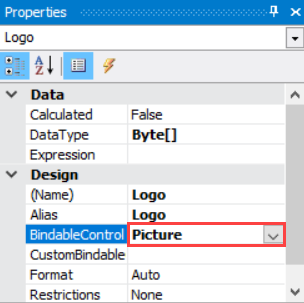 Properties
Logo
Data
Calculated False
DataType Byte[]
Expression
Design
(Name) Logo
Alias Logo
BindableControl Picture
CustomBindable
Format Auto
Restrictions None